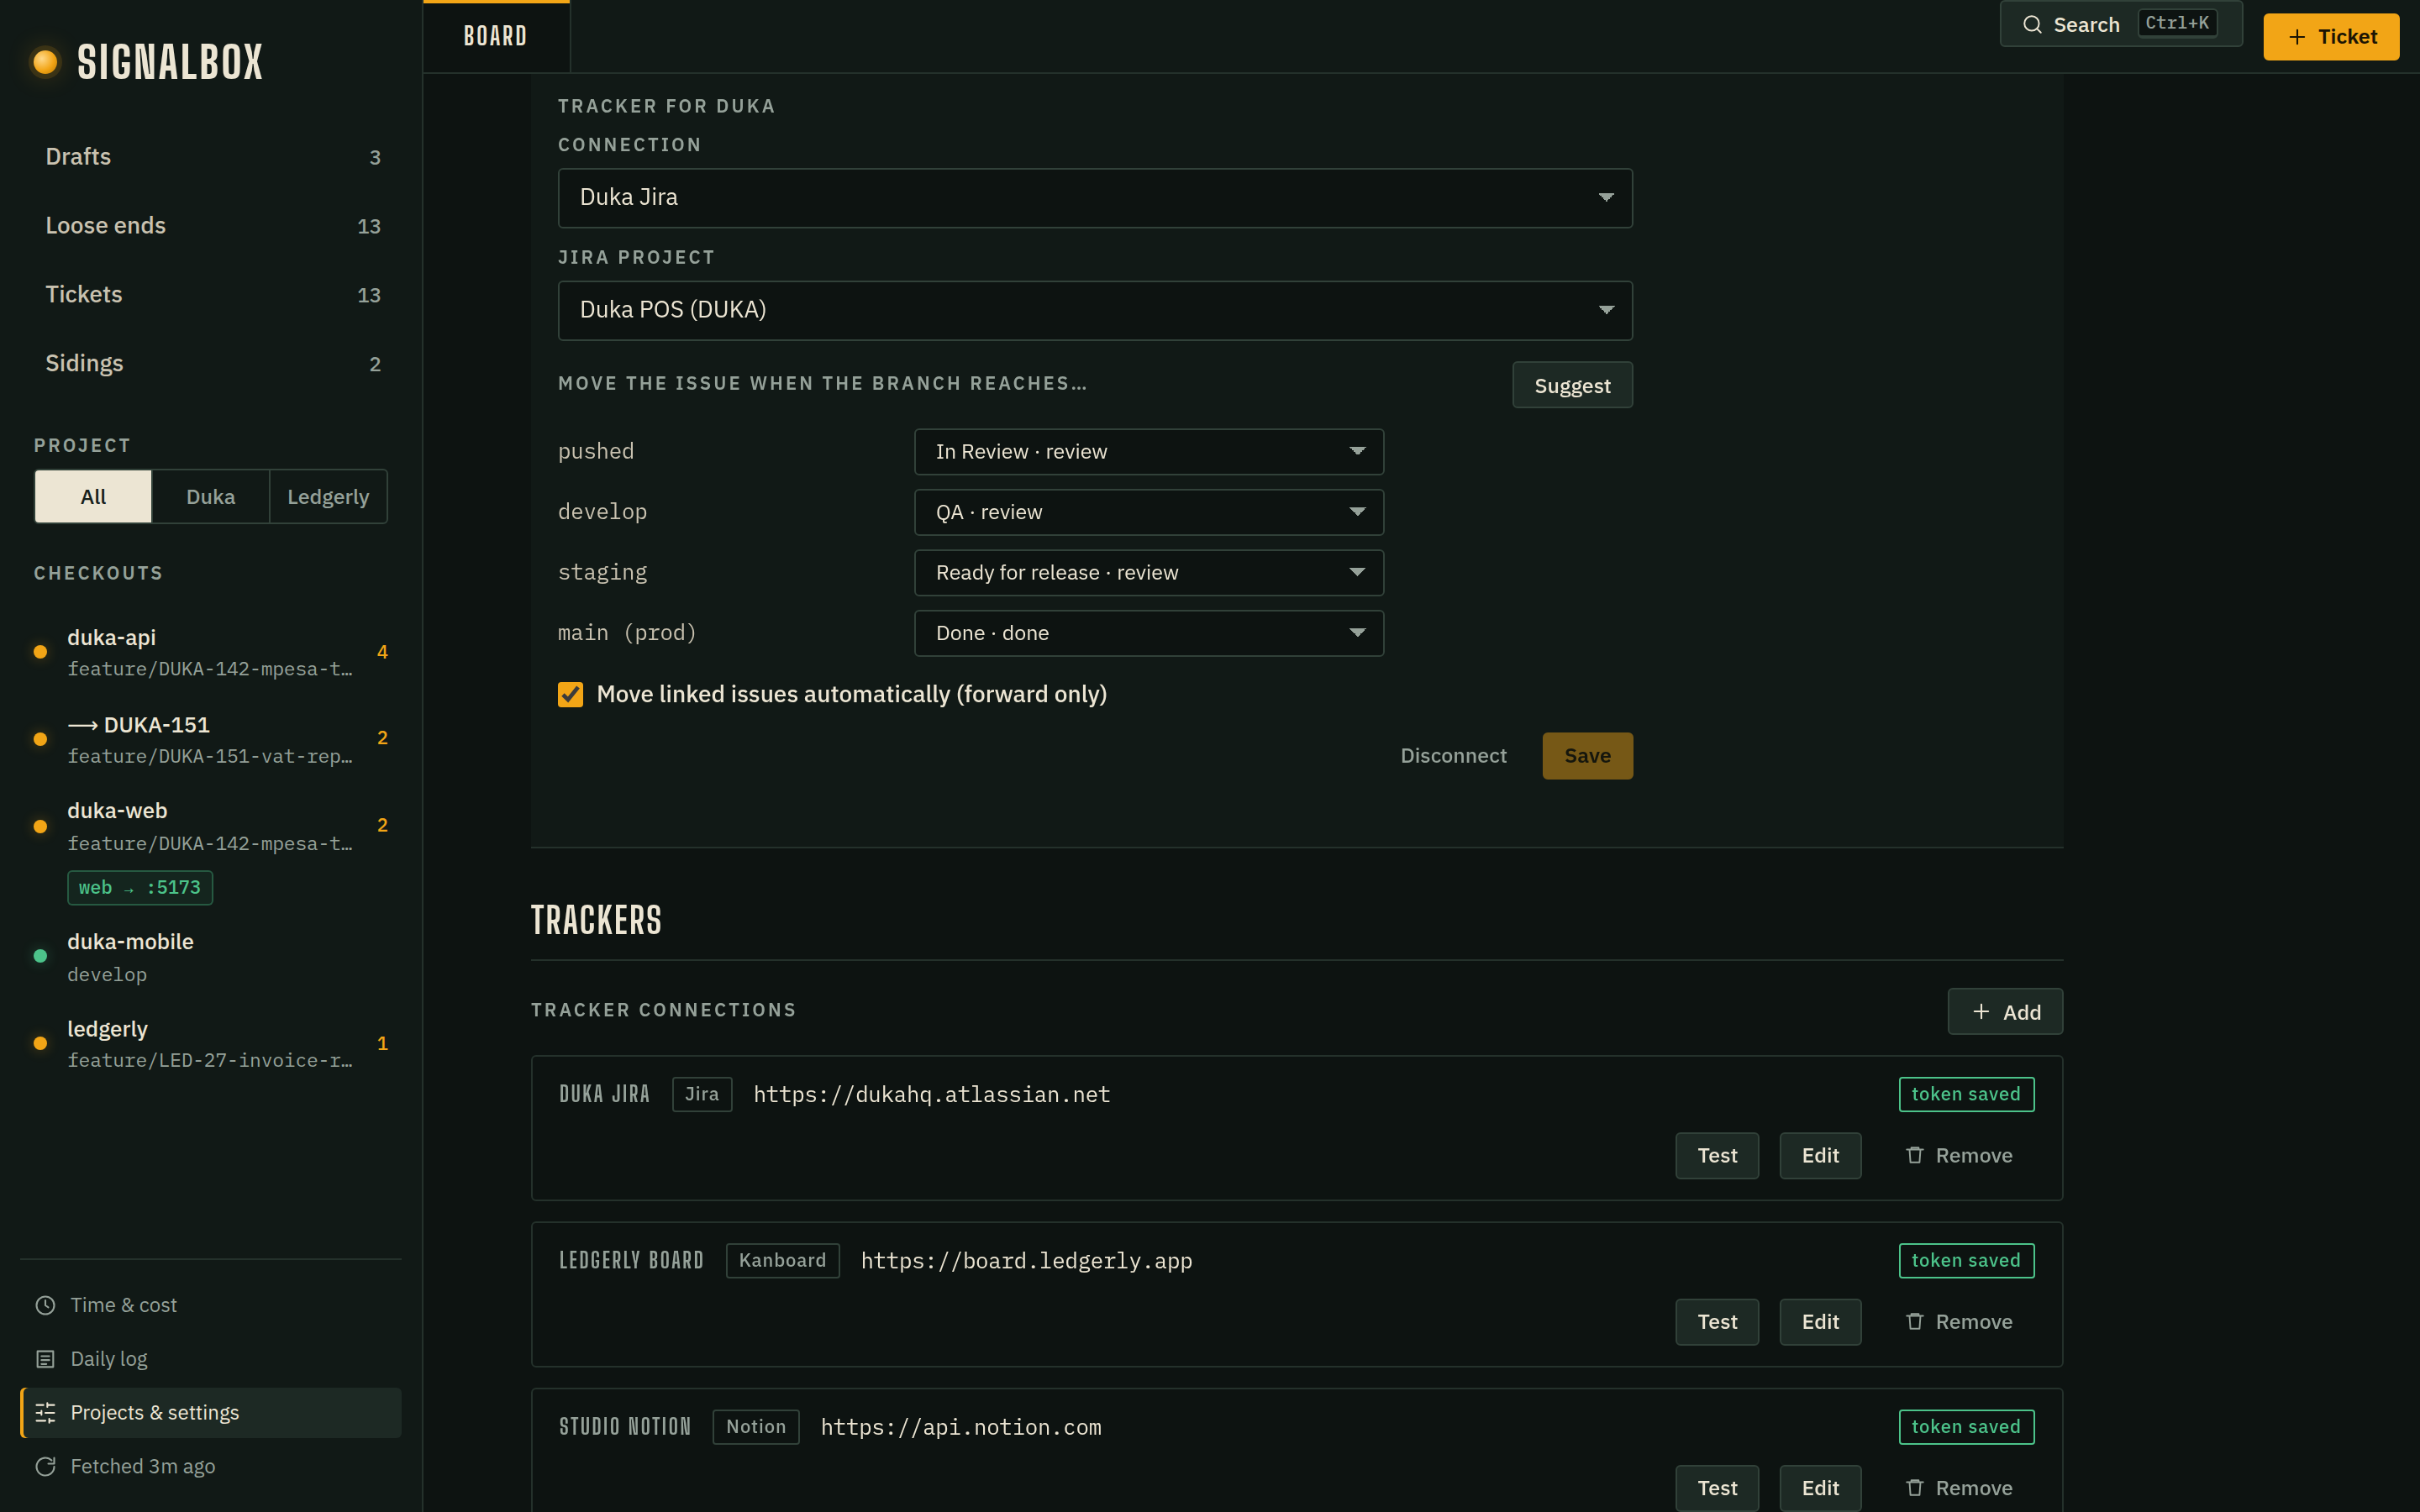 SIGNALBOX
Drafts 3
Loose ends 13
Tickets 13
Sidings 2
PROJECT
All Duka Ledgerly
CHECKOUTS
duka-api 4
feature/DUKA-142-mpesa-t…
⟶ DUKA-151 2
feature/DUKA-151-vat-rep…
duka-web 2
feature/DUKA-142-mpesa-t…
web → :5173
duka-mobile
develop
ledgerly 1
feature/LED-27-invoice-r…
Time & cost
Daily log
Projects & settings
Fetched 3m ago
BOARD
Search Ctrl+K
+ Ticket
TRACKER FOR DUKA
CONNECTION
Duka Jira
JIRA PROJECT
Duka POS (DUKA)
MOVE THE ISSUE WHEN THE BRANCH REACHES…
Suggest
pushed In Review · review
develop QA · review
staging Ready for release · review
main (prod) Done · done
Move linked issues automatically (forward only)
Disconnect Save
TRACKERS
TRACKER CONNECTIONS
+ Add
DUKA JIRA Jira https://dukahq.atlassian.net token saved
Test Edit Remove
LEDGERLY BOARD Kanboard https://board.ledgerly.app token saved
Test Edit Remove
STUDIO NOTION Notion https://api.notion.com token saved
Test Edit Remove